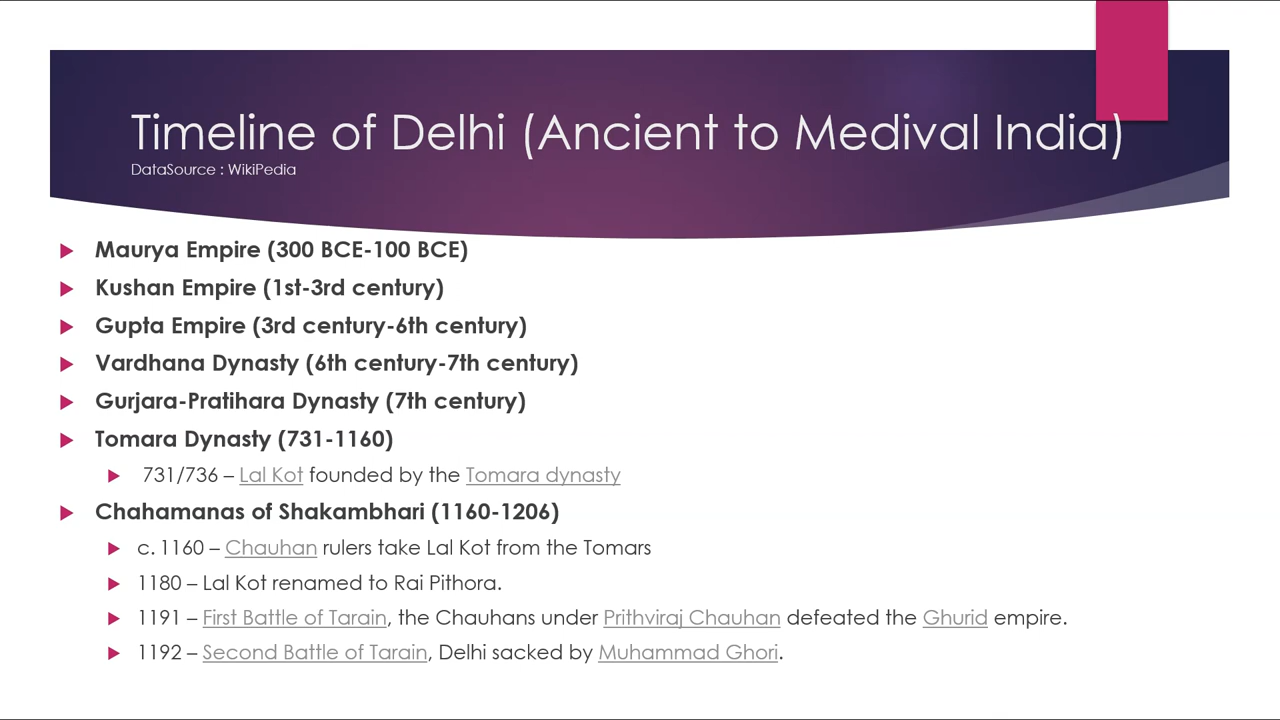 Timeline of Delhi (Ancient to Medival India)
DataSource : WikiPedia
Maurya Empire (300 BCE-100 BCE)
Kushan Empire (1st-3rd century)
Gupta Empire (3rd century-6th century)
Vardhana Dynasty (6th century-7th century)
Gurjara-Pratihara Dynasty (7th century)
Tomara Dynasty (731-1160)
731/736 – Lal Kot founded by the Tomara dynasty
Chahamanas of Shakambhari (1160-1206)
c. 1160 – Chauhan rulers take Lal Kot from the Tomars
1180 – Lal Kot renamed to Rai Pithora.
1191 – First Battle of Tarain, the Chauhans under Prithviraj Chauhan defeated the Ghurid empire.
1192 – Second Battle of Tarain, Delhi sacked by Muhammad Ghori.